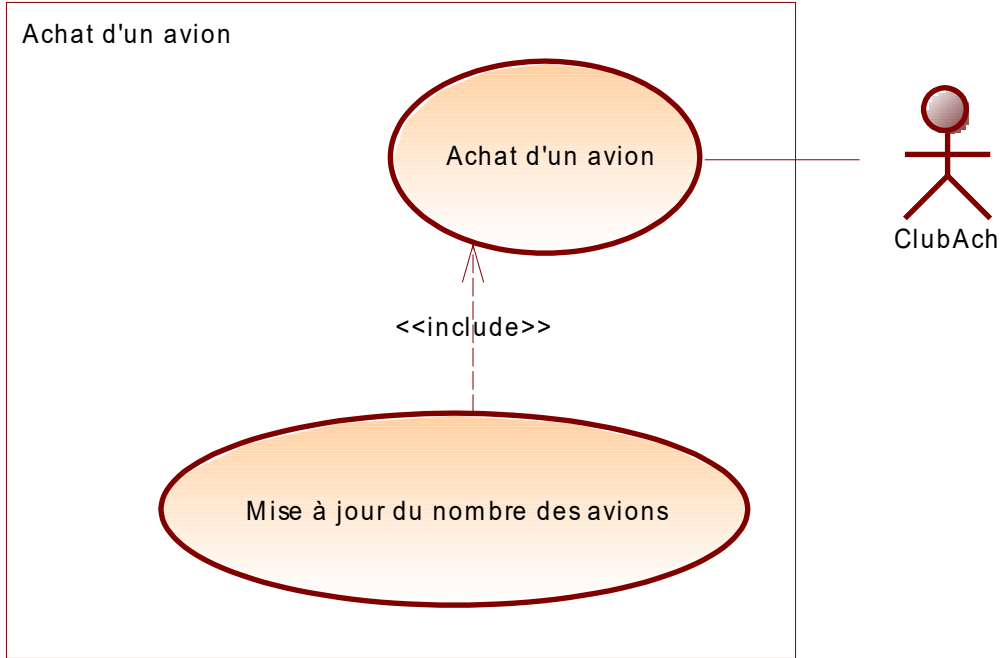 Achat d'un avion
Achat d'un avion
ClubAch
<<include>>
Mise à jour du nombre des avions